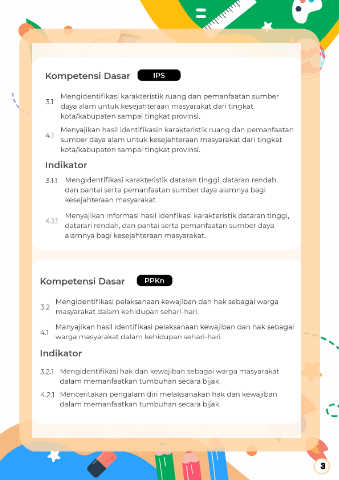 Kompetensi Dasar IPS
3.1 Mengidentifikasi karakteristik ruang dan pemanfaatan sumber
daya alam untuk kesejahteraan masyarakat dari tingkat
kota/kabupaten sampai tingkat provinsi.
4.1 Menyajikan hasil identifikasin karakteristik ruang dan pemanfaatan
sumber daya alam untuk kesejahteraan masyarakat dari tingkat
kota/kabupaten sampai tingkat provinsi.
Indikator
3.1.1. Mengidentifikasi karakteristik dataran tinggi, dataran rendah,
dan pantai serta pemanfaatan sumber daya alamnya bagi
kesejahteraan masyarakat.
4.1.1 Menyajikan informasi hasil idenfikasi karakteristik dataran tinggi,
dataran rendah, dan pantai serta pemanfaatan sumber daya
alamnya bagi kesejahteraan masyarakat.
Kompetensi Dasar PPKn
3.2 Mengidentifikasi pelaksanaan kewajiban dan hak sebagai warga
masyarakat dalam kehidupan sehari-hari.
4.1 Manyajikan hasil identifikasi pelaksanaan kewajiban dan hak sebagai
warga masyarakat dalam kehidupan sehari-hari.
Indikator
3.2.1 Mengidentifikasi hak dan kewajiban sebagai warga masyarakat
dalam memanfaatkan tumbuhan secara bijak
4.2.1 Menceritakan pengalam diri melaksanakan hak dan kewajiban
dalam memanfaatkan tumbuhan secara bijak
3